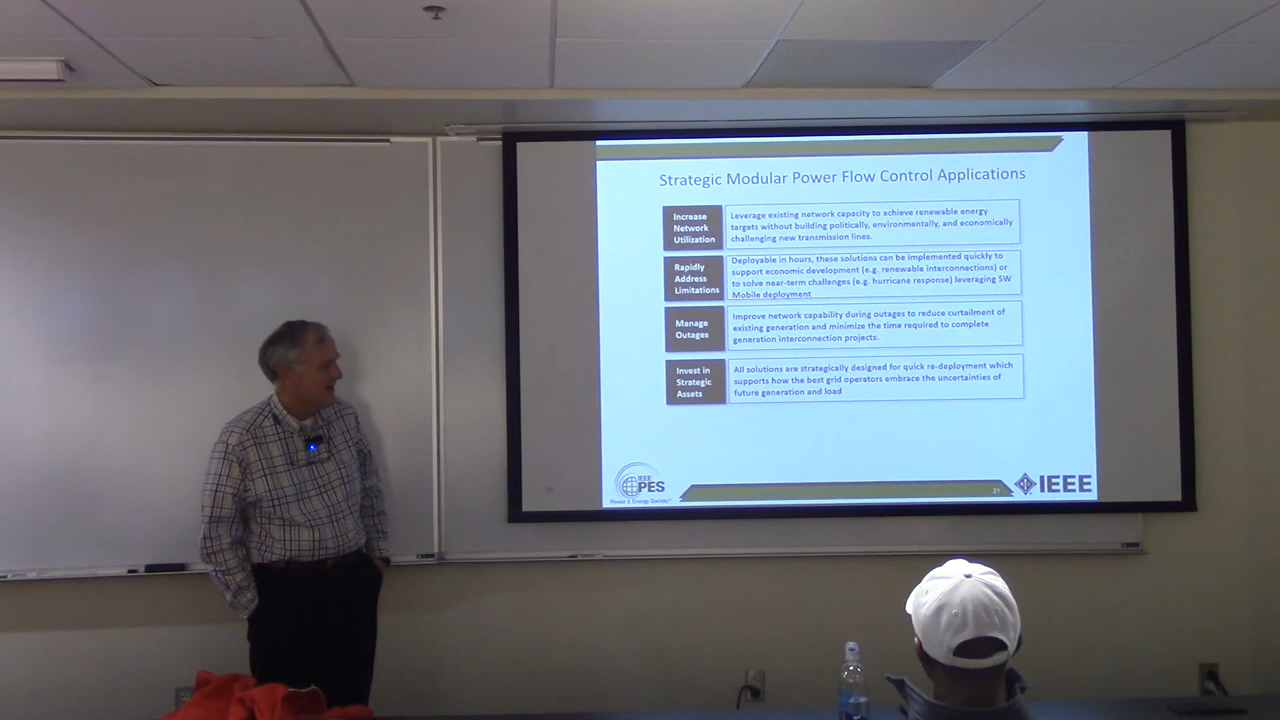 Strategic Modular Power Flow Control Applications
Increase
Network
Utilization
Leverage existing network capacity to achieve renewable energy
targets without building politically, environmentally, and economically
challenging new transmission lines.
Rapidly
Address
Limitations
Deployable in hours, these solutions can be implemented quickly to
support economic development (e.g. renewable interconnections) or
to solve near-term challenges (e.g. hurricane response) leveraging SW
Mobile deployment
Manage
Outages
Improve network capability during outages to reduce curtailment of
existing generation and minimize the time required to complete
generation interconnection projects.
Invest in
Strategic
Assets
All solutions are strategically designed for quick re-deployment which
supports how the best grid operators embrace the uncertainties of
future generation and load
IEEE
PES
Power & Energy Society
21
IEEE